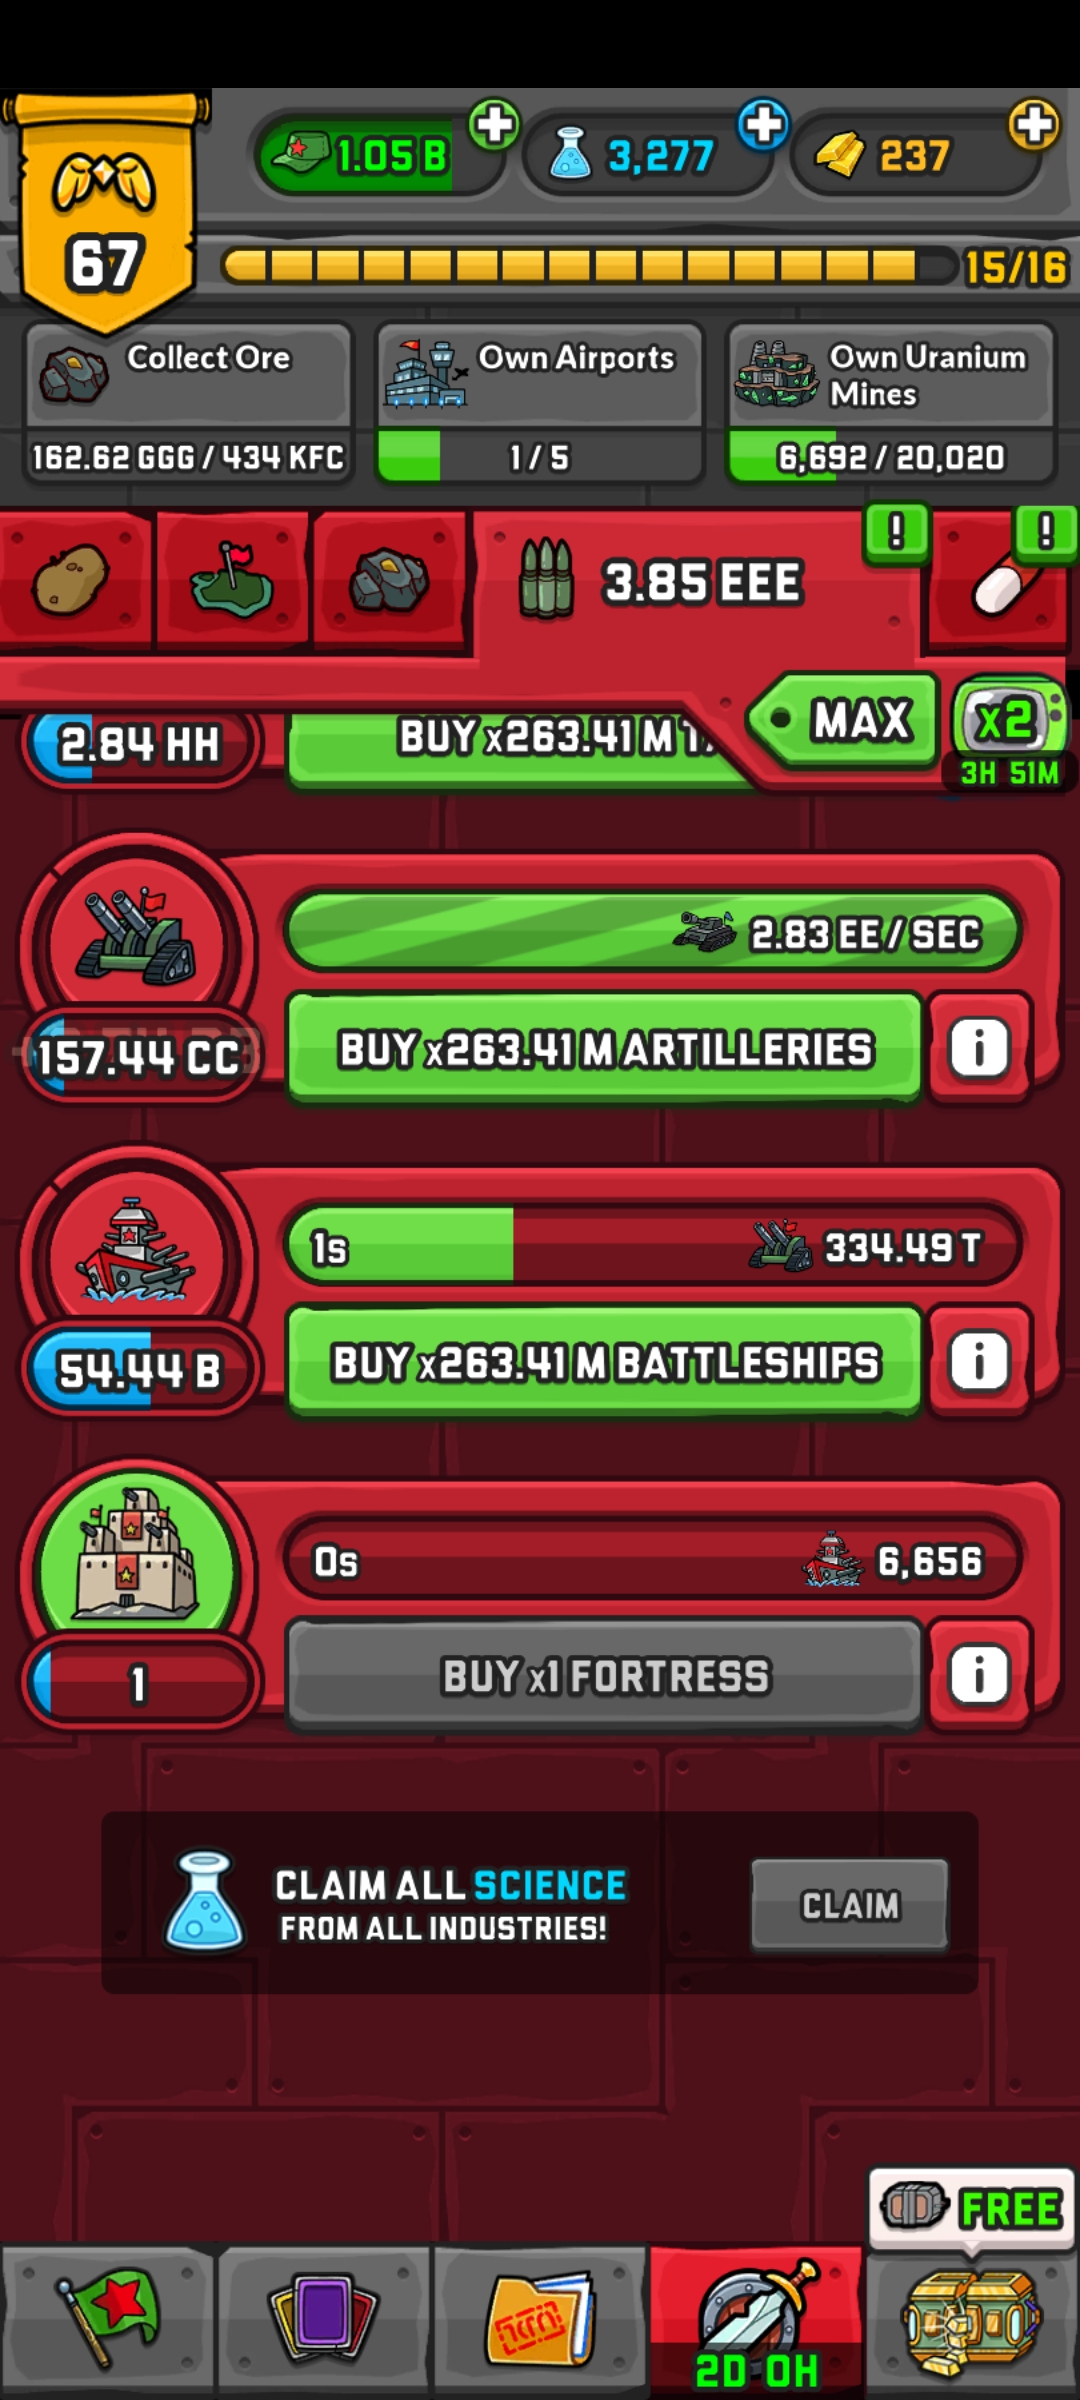 67
1.05 B
3,277
237
15/16
Collect Ore
162.62 GGG / 434 KFC
Own Airports
1 / 5
Own Uranium
Mines
6,692 / 20,020
3.85 EEE
!
!
MAX
x2
3H 51M
2.84 HH
BUY x263.41 M
2.83 EE / SEC
157.44 CC
BUY x263.41 M ARTILLERIES
i
1s
334.49 T
54.44 B
BUY x263.41 M BATTLESHIPS
i
0s
6,656
1
BUY x1 FORTRESS
i
CLAIM ALL SCIENCE
FROM ALL INDUSTRIES!
CLAIM
FREE
2D 0H